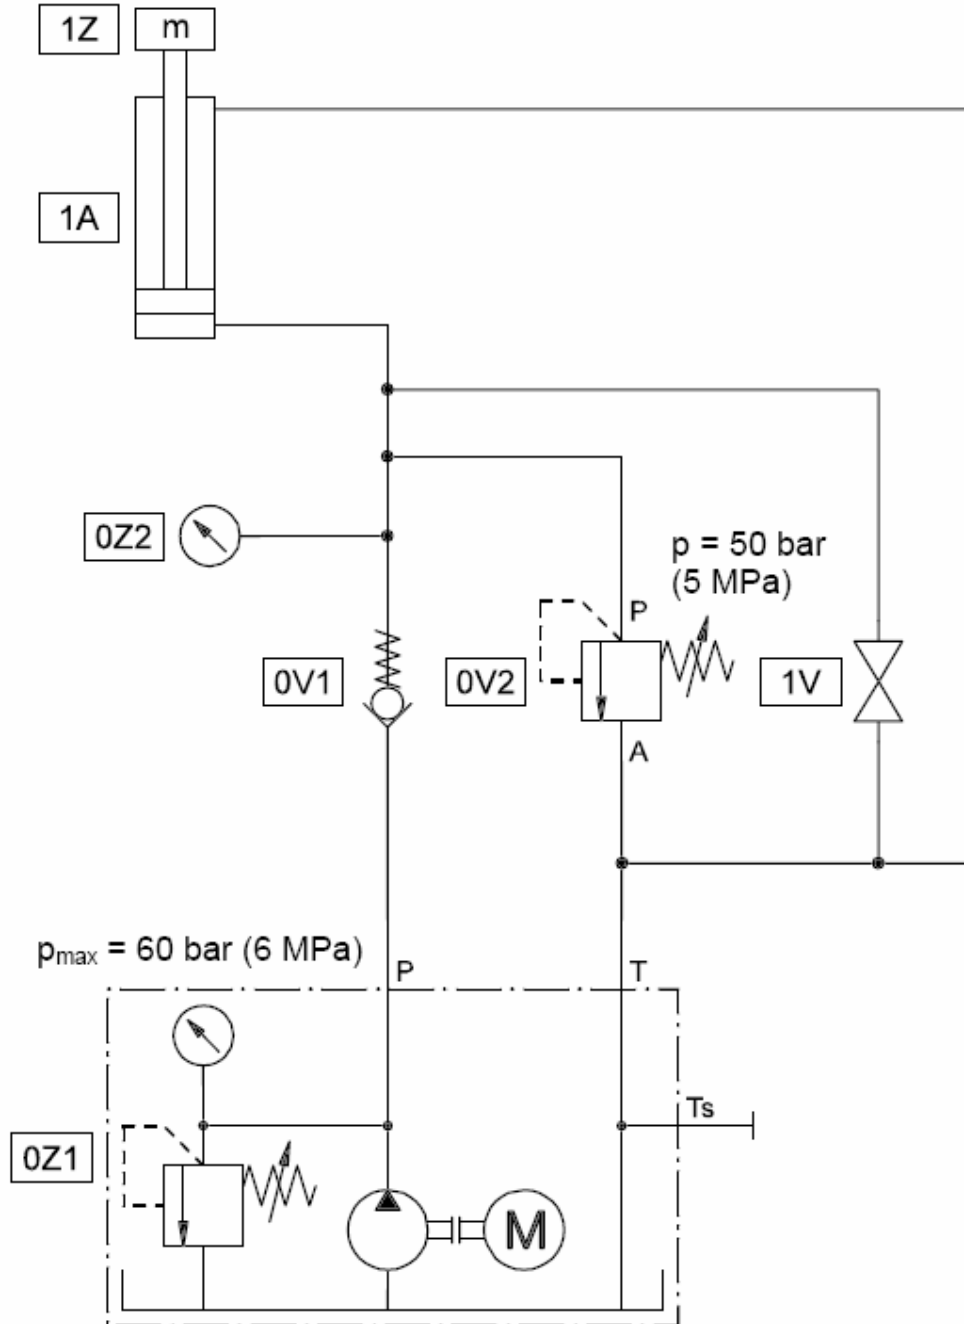 1Z
m
1A
0Z2
p = 50 bar
(5 MPa)
P
0V1
0V2
1V
A
pmax = 60 bar (6 MPa)
P
T
Ts
0Z1
M